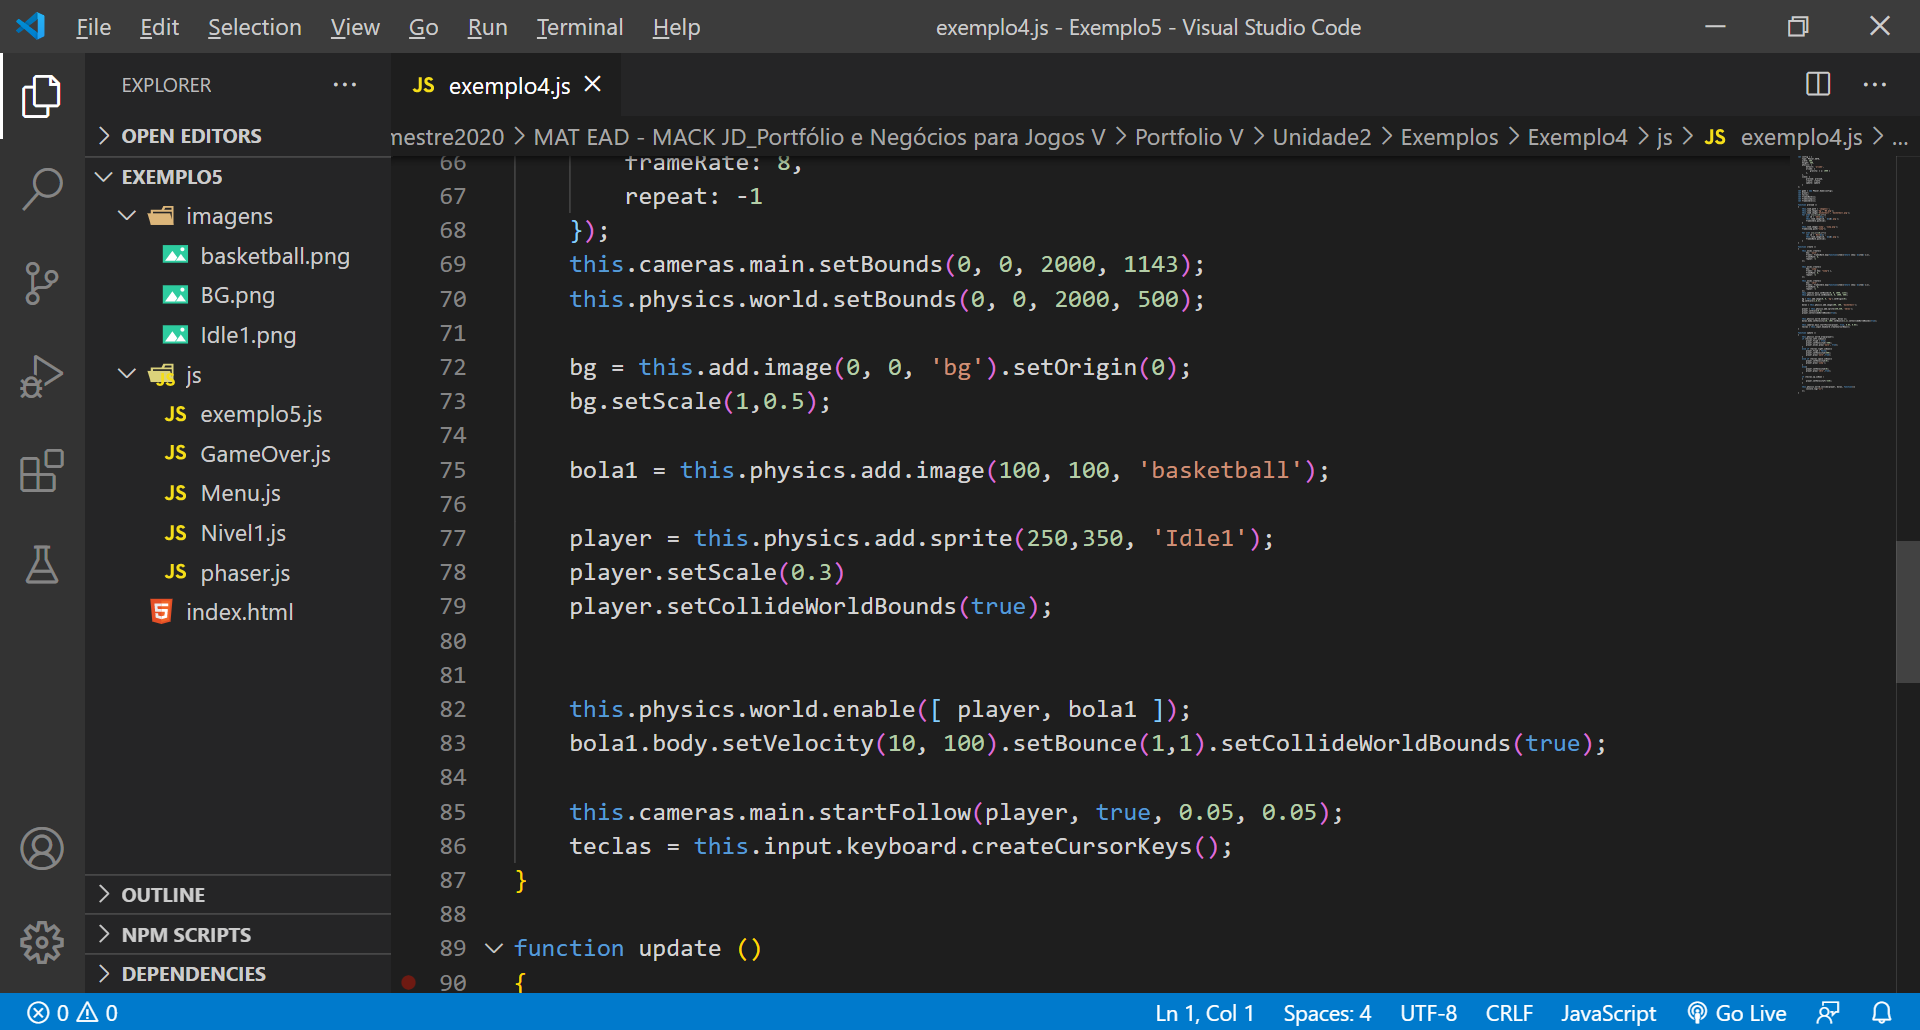 File Edit Selection View Go Run Terminal Help
exemplo4.js - Exemplo5 - Visual Studio Code
EXPLORER
OPEN EDITORS
EXEMPLO5
imagens
basketball.png
BG.png
Idle1.png
js
JS exemplo5.js
JS GameOver.js
JS Menu.js
JS Nivel1.js
JS phaser.js
index.html
OUTLINE
NPM SCRIPTS
DEPENDENCIES
JS exemplo4.js
mestre2020 > MAT EAD - MACK JD_Portfólio e Negócios para Jogos V > Portfolio V > Unidade2 > Exemplos > Exemplo4 > js > JS exemplo4.js > ...
66 frameRate: 8,
67 repeat: -1
68 });
69 this.cameras.main.setBounds(0, 0, 2000, 1143);
70 this.physics.world.setBounds(0, 0, 2000, 500);
71
72 bg = this.add.image(0, 0, 'bg').setOrigin(0);
73 bg.setScale(1,0.5);
74
75 bola1 = this.physics.add.image(100, 100, 'basketball');
76
77 player = this.physics.add.sprite(250,350, 'Idle1');
78 player.setScale(0.3)
79 player.setCollideWorldBounds(true);
80
81
82 this.physics.world.enable([ player, bola1 ]);
83 bola1.body.setVelocity(10, 100).setBounce(1,1).setCollideWorldBounds(true);
84
85 this.cameras.main.startFollow(player, true, 0.05, 0.05);
86 teclas = this.input.keyboard.createCursorKeys();
87 }
88
89 function update ()
90 {
0 0
Ln 1, Col 1 Spaces: 4 UTF-8 CRLF JavaScript Go Live